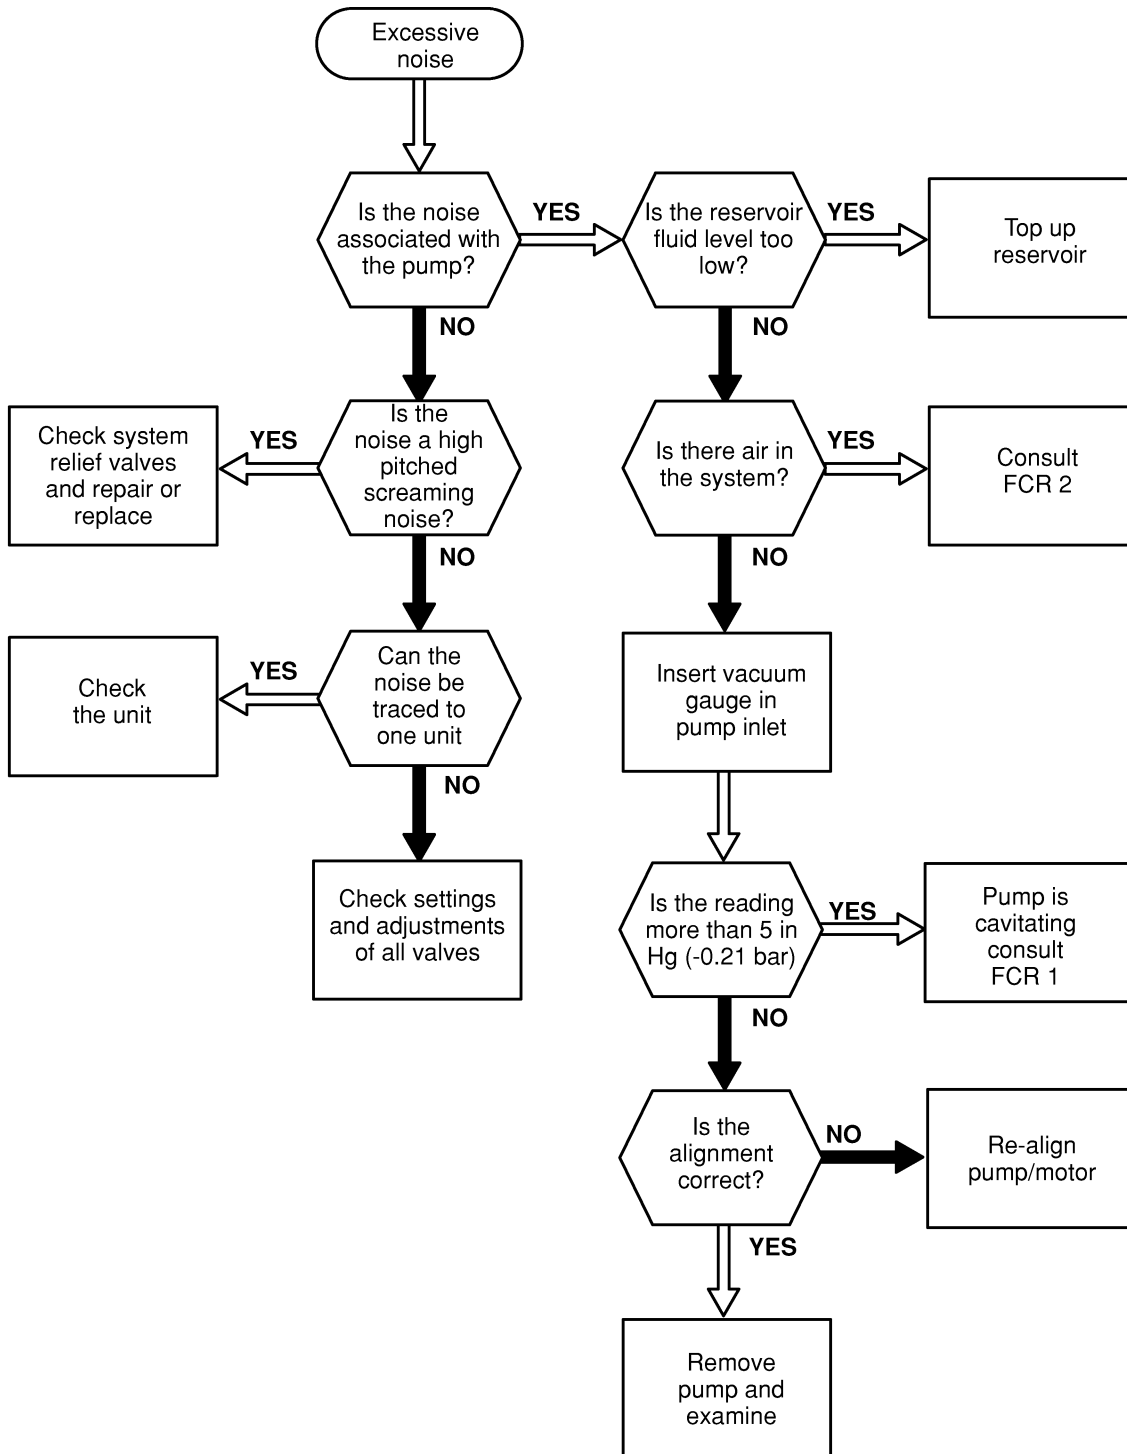 Excessive
noise
Is the noise
associated with
the pump?
YES
Is the reservoir
fluid level too
low?
YES
Top up
reservoir
NO
NO
Check system
relief valves
and repair or
replace
YES
Is the
noise a high
pitched
screaming
noise?
Is there air in
the system?
YES
Consult
FCR 2
NO
NO
Check
the unit
YES
Can the
noise be
traced to
one unit
Insert vacuum
gauge in
pump inlet
NO
Check settings
and adjustments
of all valves
Is the reading
more than 5 in
Hg (-0.21 bar)
YES
Pump is
cavitating
consult
FCR 1
NO
Is the
alignment
correct?
NO
Re-align
pump/motor
YES
Remove
pump and
examine